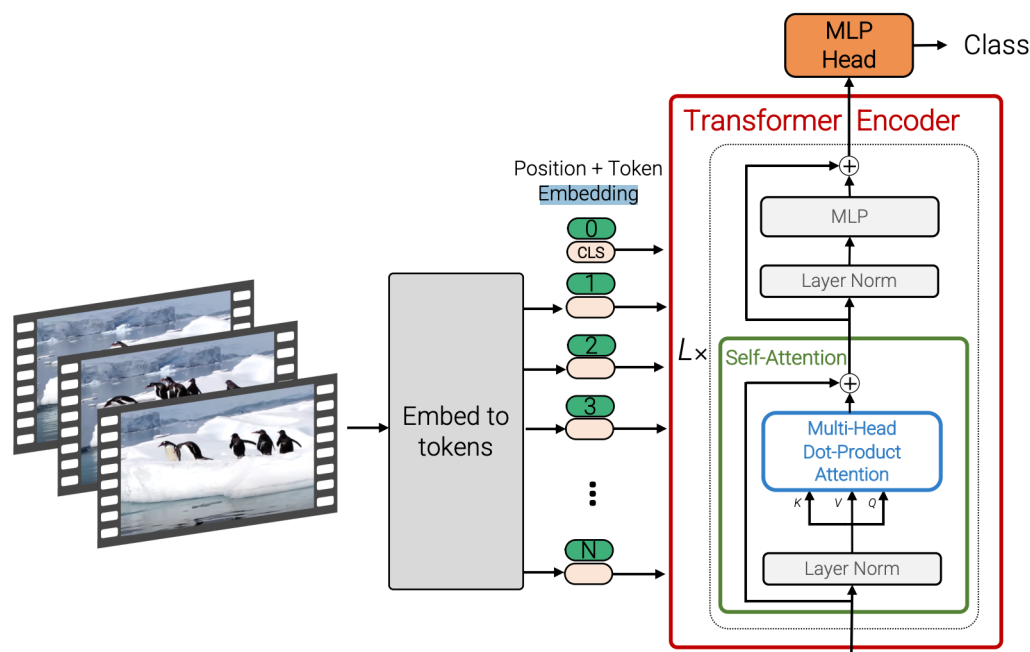 MLP
Head
Class
Transformer Encoder
Position + Token
Embedding
0
CLS
1
2
3
N
Embed to
tokens
L×
MLP
Layer Norm
Self-Attention
Multi-Head
Dot-Product
Attention
K V Q
Layer Norm